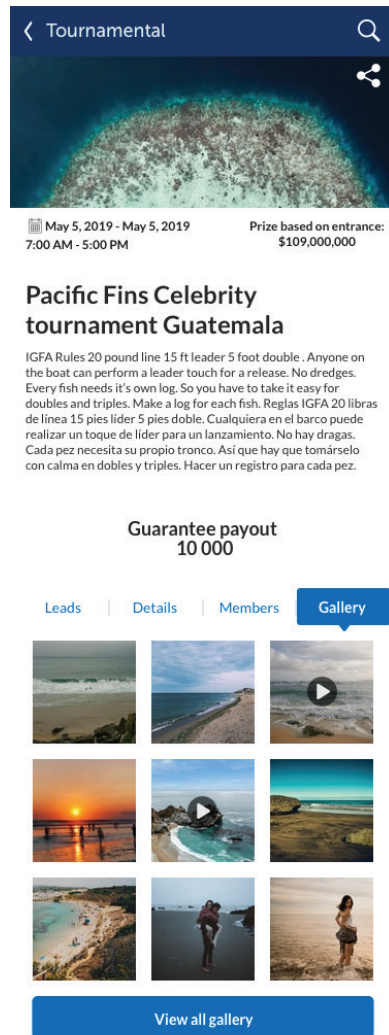 Tournamental
May 5, 2019 - May 5, 2019
7:00 AM - 5:00 PM
Prize based on entrance:
$109,000,000
Pacific Fins Celebrity
tournament Guatemala
IGFA Rules 20 pound line 15 ft leader 5 foot double . Anyone on
the boat can perform a leader touch for a release. No dredges.
Every fish needs it's own log. So you have to take it easy for
doubles and triples. Make a log for each fish. Reglas IGFA 20 libras
de línea 15 pies líder 5 pies doble. Cualquiera en el barco puede
realizar un toque de líder para un lanzamiento. No hay dragas.
Cada pez necesita su propio tronco. Así que hay que tomárselo
con calma en dobles y triples. Hacer un registro para cada pez.
Guarantee payout
10 000
Leads Details Members Gallery
View all gallery